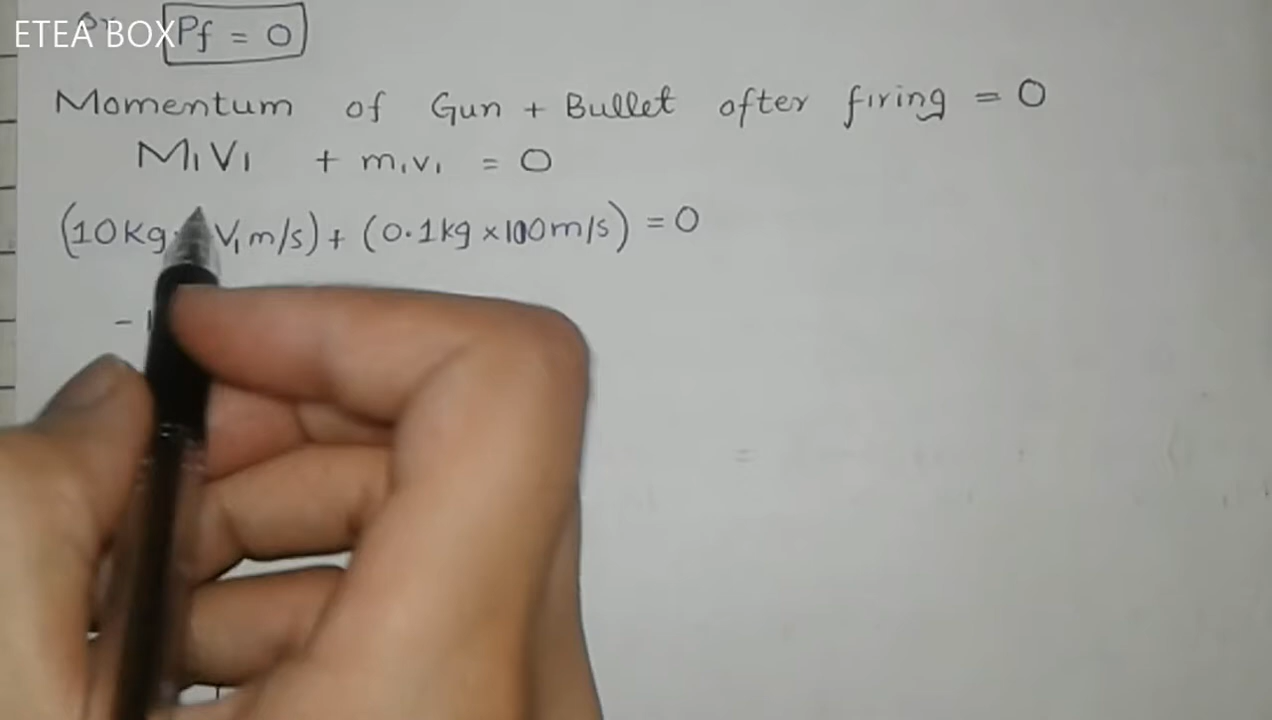 ETEA BOX
Pf = 0
Momentum of Gun + Bullet after firing = 0
M₁V₁ + m₁v₁ = 0
(10Kg V₁m/s) + (0.1kg × 100m/s) = 0
-